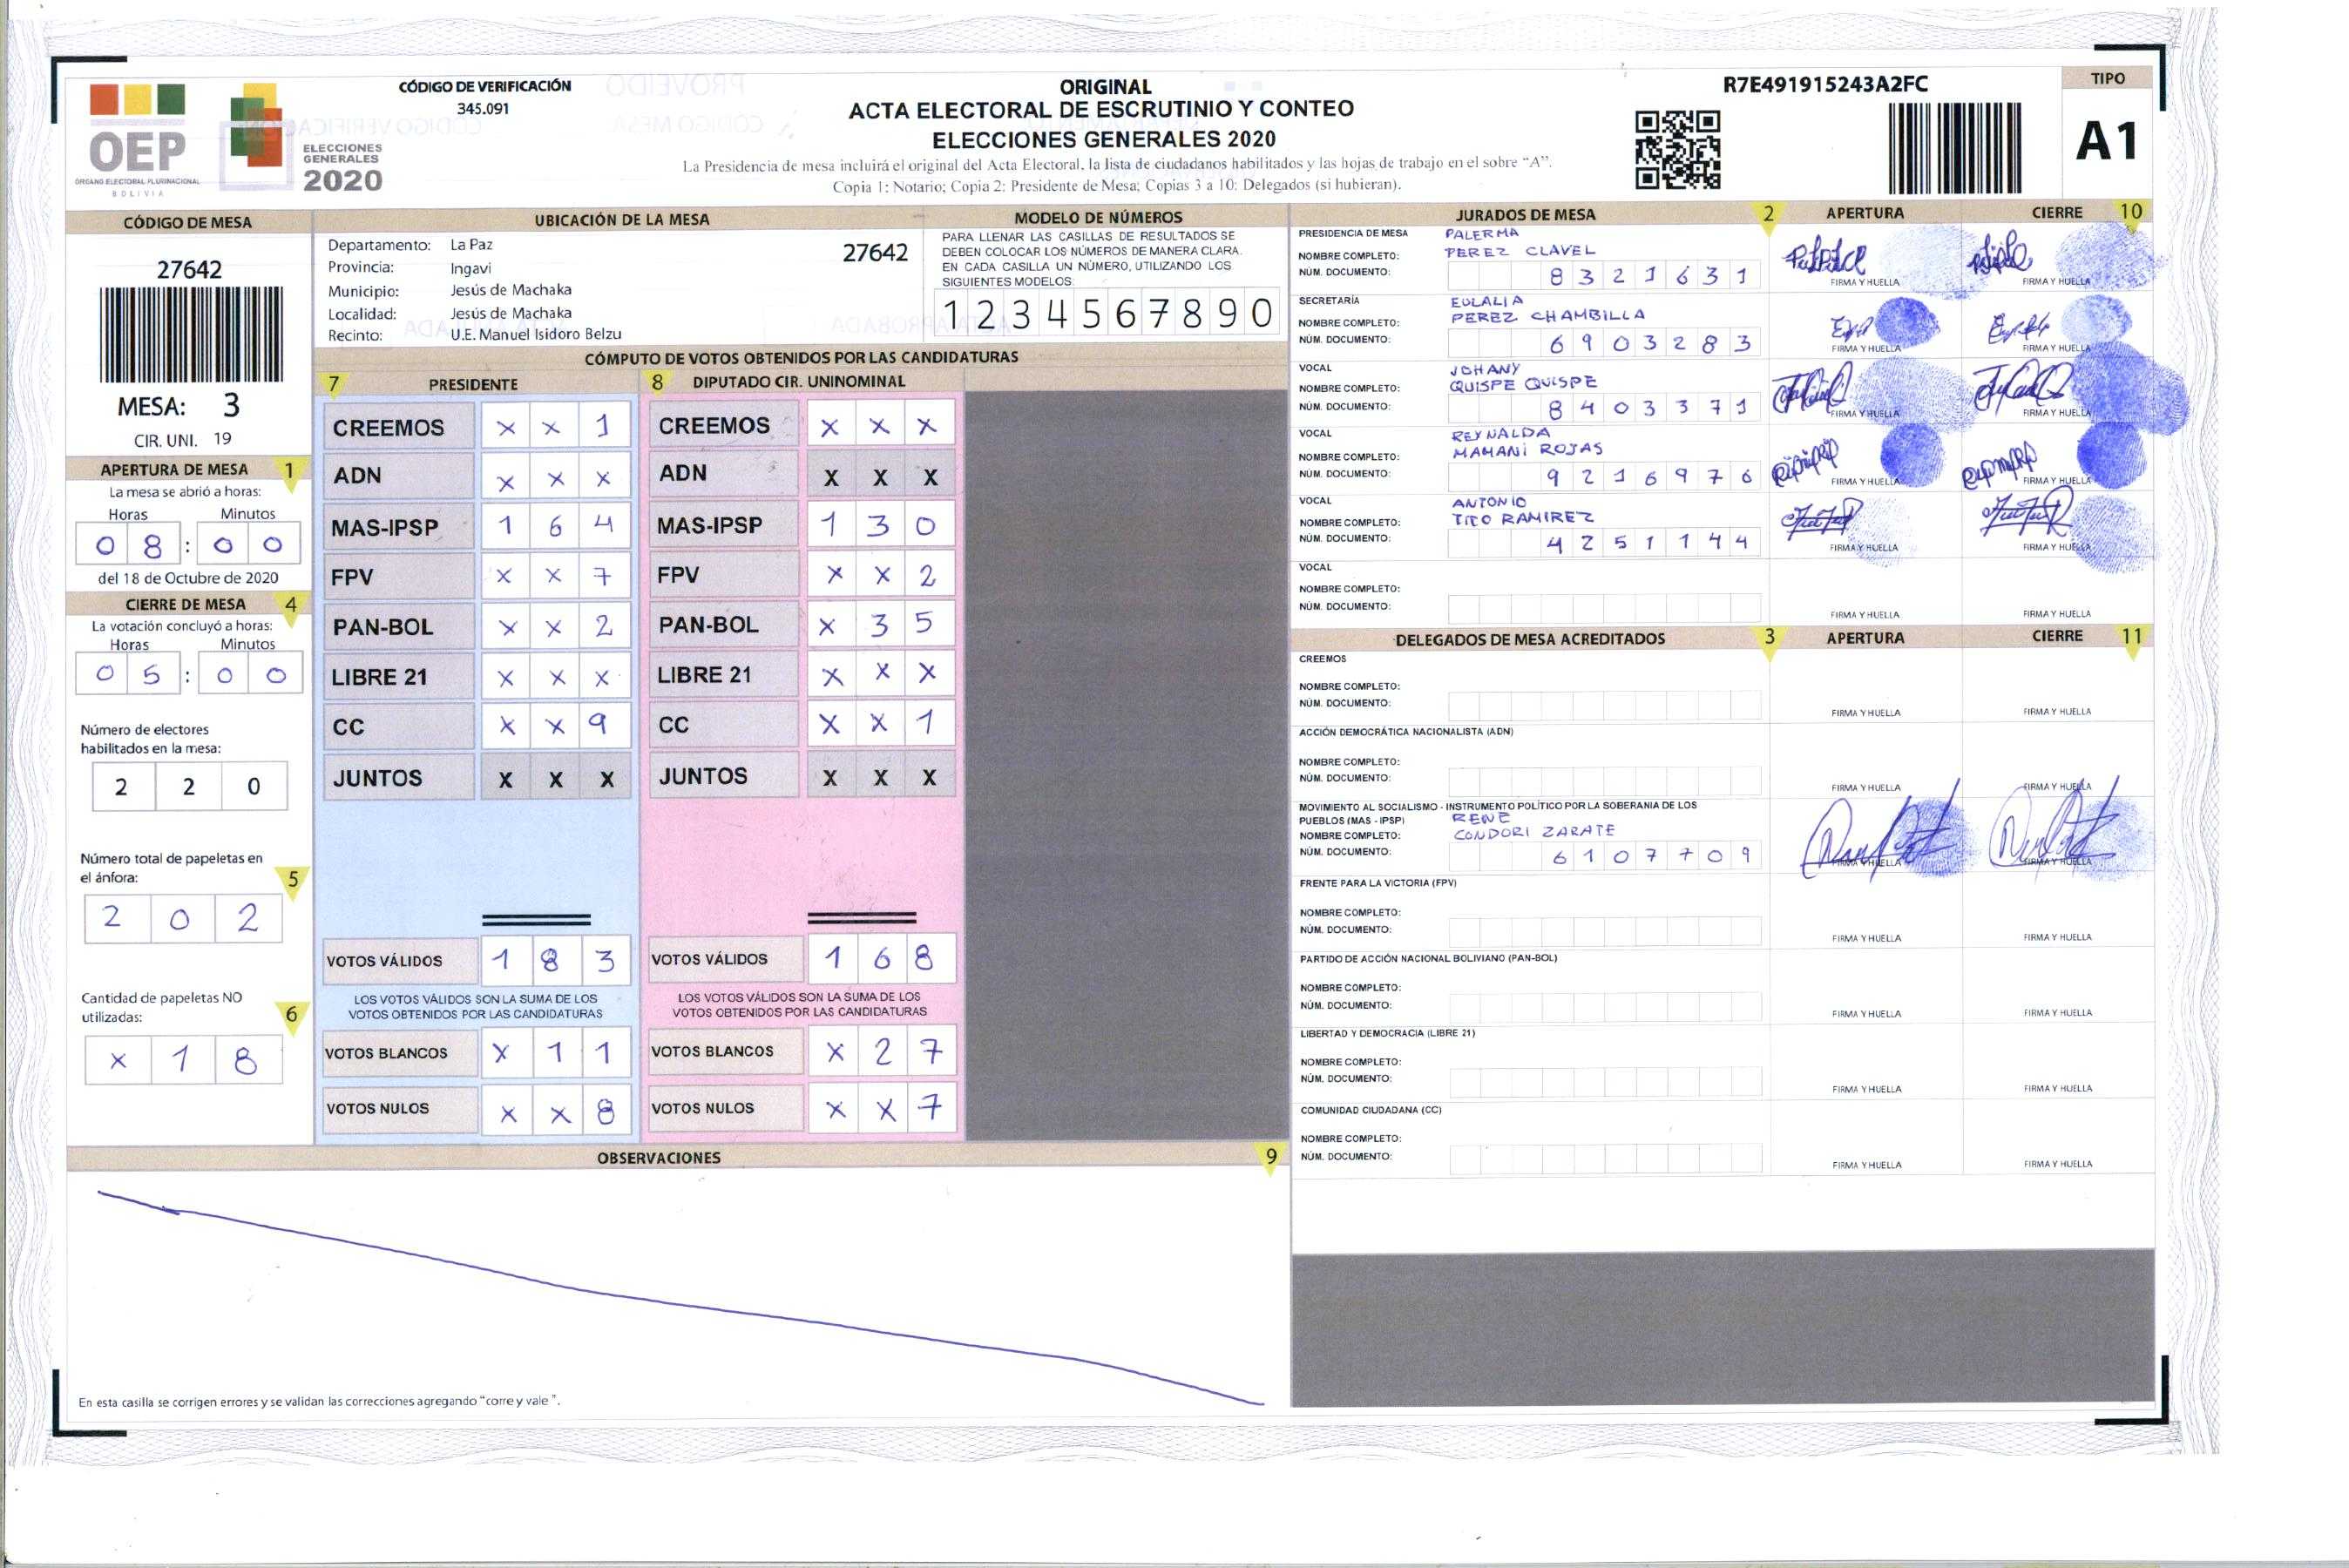 CÓDIGO DE VERIFICACIÓN
345.091
OEP
ÓRGANO ELECTORAL PLURINACIONAL
BOLIVIA
ELECCIONES
GENERALES
2020
ORIGINAL
ACTA ELECTORAL DE ESCRUTINIO Y CONTEO
ELECCIONES GENERALES 2020
La Presidencia de mesa incluirá el original del Acta Electoral, la lista de ciudadanos habilitados y las hojas de trabajo en el sobre "A".
Copia 1: Notario; Copia 2: Presidente de Mesa; Copias 3 a 10: Delegados (si hubieran).
R7E491915243A2FC
TIPO
A1
CÓDIGO DE MESA
27642
MESA: 3
CIR. UNI. 19
APERTURA DE MESA 1
La mesa se abrió a horas:
Horas Minutos
0 8 : 0 0
del 18 de Octubre de 2020
CIERRE DE MESA 4
La votación concluyó a horas:
Horas Minutos
0 5 : 0 0
Número de electores
habilitados en la mesa:
2 2 0
Número total de papeletas en
el ánfora: 5
2 0 2
Cantidad de papeletas NO
utilizadas: 6
x 1 8
UBICACIÓN DE LA MESA
Departamento: La Paz
27642
Provincia: Ingavi
Municipio: Jesús de Machaka
Localidad: Jesús de Machaka
Recinto: U.E. Manuel Isidoro Belzu
MODELO DE NÚMEROS
PARA LLENAR LAS CASILLAS DE RESULTADOS SE
DEBEN COLOCAR LOS NÚMEROS DE MANERA CLARA.
EN CADA CASILLA UN NÚMERO, UTILIZANDO LOS
SIGUIENTES MODELOS:
1 2 3 4 5 6 7 8 9 0
CÓMPUTO DE VOTOS OBTENIDOS POR LAS CANDIDATURAS
7 PRESIDENTE
CREEMOS x x 1
ADN x x x
MAS-IPSP 1 6 4
FPV x x 7
PAN-BOL x x 2
LIBRE 21 x x x
CC x x 9
JUNTOS X X X
VOTOS VÁLIDOS 1 8 3
LOS VOTOS VÁLIDOS SON LA SUMA DE LOS
VOTOS OBTENIDOS POR LAS CANDIDATURAS
VOTOS BLANCOS x 1 1
VOTOS NULOS x x 8
8 DIPUTADO CIR. UNINOMINAL
CREEMOS x x x
ADN X X X
MAS-IPSP 1 3 0
FPV x x 2
PAN-BOL x 3 5
LIBRE 21 x x x
CC x x 1
JUNTOS X X X
VOTOS VÁLIDOS 1 6 8
LOS VOTOS VÁLIDOS SON LA SUMA DE LOS
VOTOS OBTENIDOS POR LAS CANDIDATURAS
VOTOS BLANCOS x 2 7
VOTOS NULOS x x 7
OBSERVACIONES 9
En esta casilla se corrigen errores y se validan las correcciones agregando "corre y vale".
JURADOS DE MESA 2 APERTURA CIERRE 10
PRESIDENCIA DE MESA PALERMA
NOMBRE COMPLETO: PEREZ CLAVEL
NÚM. DOCUMENTO: 8 3 2 1 6 3 1
FIRMA Y HUELLA FIRMA Y HUELLA
SECRETARÍA EULALIA
NOMBRE COMPLETO: PEREZ CHAMBILLA
NÚM. DOCUMENTO: 6 9 0 3 2 8 3
FIRMA Y HUELLA FIRMA Y HUELLA
VOCAL JOHANY
NOMBRE COMPLETO: QUISPE QUISPE
NÚM. DOCUMENTO: 8 4 0 3 3 7 1
FIRMA Y HUELLA FIRMA Y HUELLA
VOCAL REYNALDA
NOMBRE COMPLETO: MAMANI ROJAS
NÚM. DOCUMENTO: 9 2 1 6 9 7 6
FIRMA Y HUELLA FIRMA Y HUELLA
VOCAL ANTONIO
NOMBRE COMPLETO: TITO RAMIREZ
NÚM. DOCUMENTO: 4 2 5 1 1 4 4
FIRMA Y HUELLA FIRMA Y HUELLA
VOCAL
NOMBRE COMPLETO:
NÚM. DOCUMENTO:
FIRMA Y HUELLA FIRMA Y HUELLA
DELEGADOS DE MESA ACREDITADOS 3 APERTURA CIERRE 11
CREEMOS
NOMBRE COMPLETO:
NÚM. DOCUMENTO:
FIRMA Y HUELLA FIRMA Y HUELLA
ACCIÓN DEMOCRÁTICA NACIONALISTA (ADN)
NOMBRE COMPLETO:
NÚM. DOCUMENTO:
FIRMA Y HUELLA FIRMA Y HUELLA
MOVIMIENTO AL SOCIALISMO - INSTRUMENTO POLÍTICO POR LA SOBERANIA DE LOS
PUEBLOS (MAS - IPSP) RENE
NOMBRE COMPLETO: CONDORI ZARATE
NÚM. DOCUMENTO: 6 1 0 7 7 0 9
FIRMA Y HUELLA FIRMA Y HUELLA
FRENTE PARA LA VICTORIA (FPV)
NOMBRE COMPLETO:
NÚM. DOCUMENTO:
FIRMA Y HUELLA FIRMA Y HUELLA
PARTIDO DE ACCIÓN NACIONAL BOLIVIANO (PAN-BOL)
NOMBRE COMPLETO:
NÚM. DOCUMENTO:
FIRMA Y HUELLA FIRMA Y HUELLA
LIBERTAD Y DEMOCRACIA (LIBRE 21)
NOMBRE COMPLETO:
NÚM. DOCUMENTO:
FIRMA Y HUELLA FIRMA Y HUELLA
COMUNIDAD CIUDADANA (CC)
NOMBRE COMPLETO:
NÚM. DOCUMENTO:
FIRMA Y HUELLA FIRMA Y HUELLA